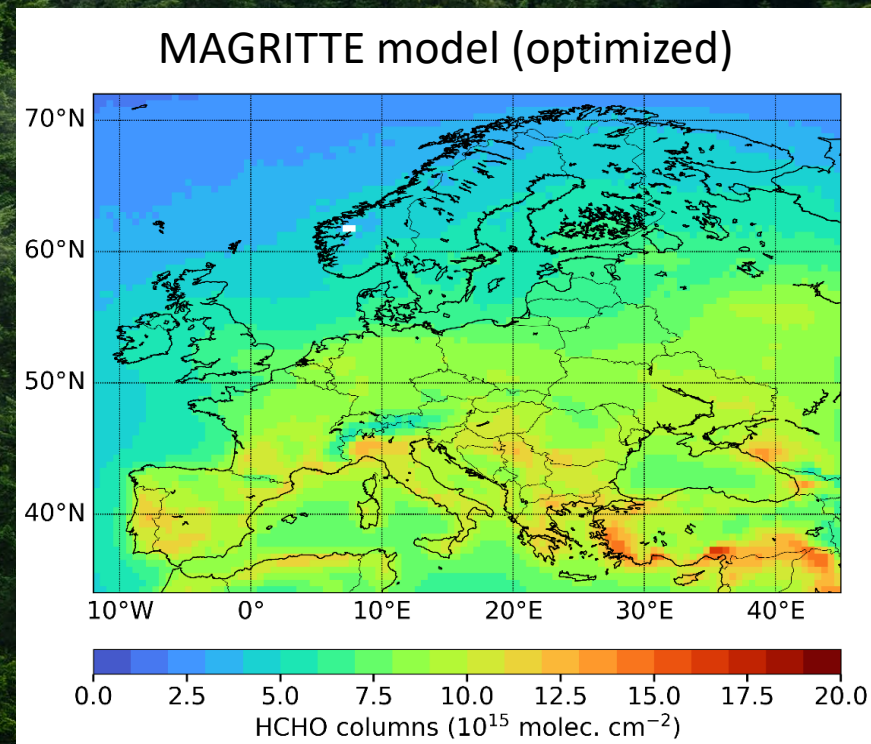 MAGRITTE model (optimized)
70°N
60°N
50°N
40°N
10°W 0° 10°E 20°E 30°E 40°E
0.0 2.5 5.0 7.5 10.0 12.5 15.0 17.5 20.0
HCHO columns (10¹⁵ molec. cm⁻²)